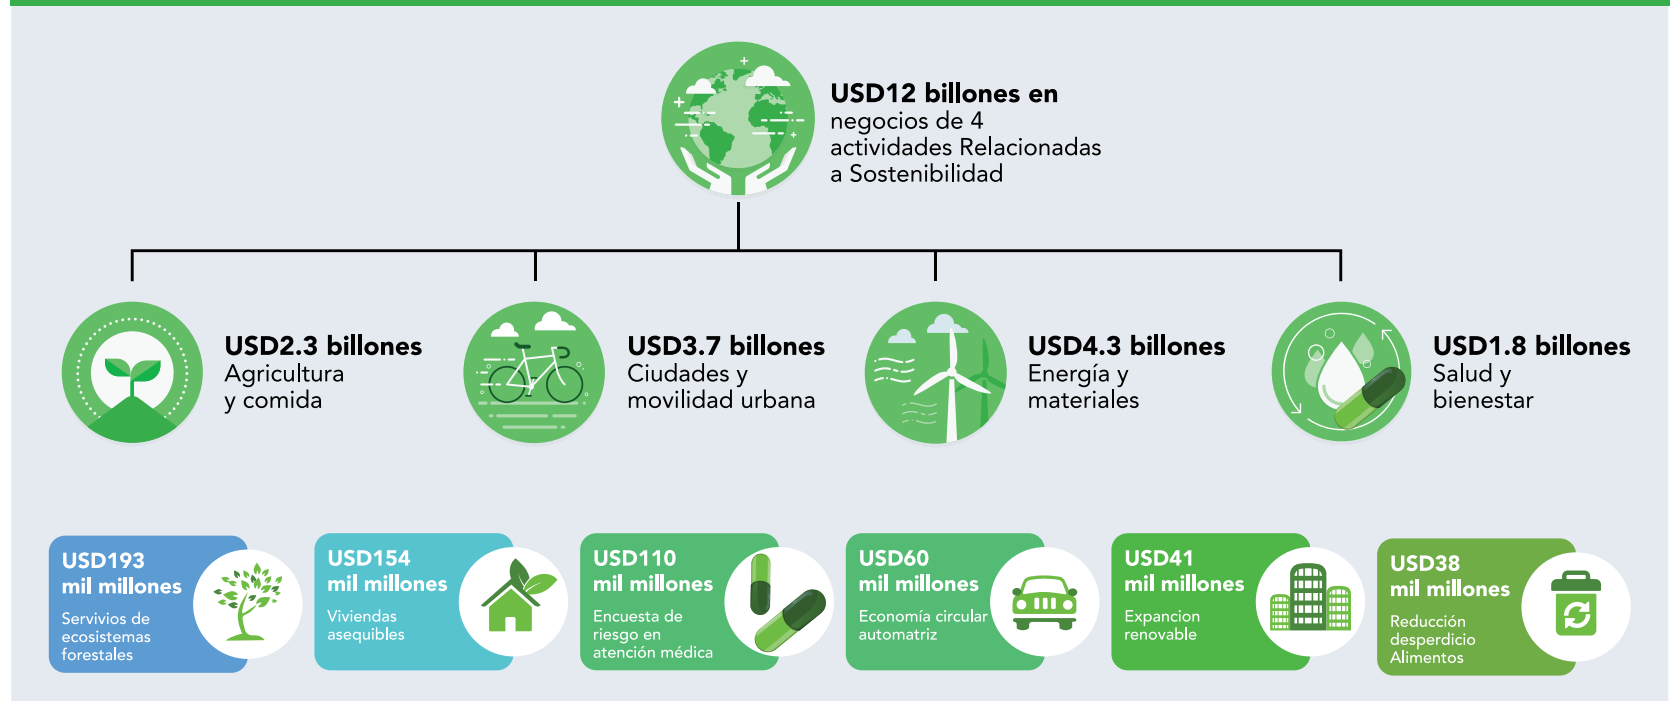 USD12 billones en
negocios de 4
actividades Relacionadas
a Sostenibilidad
USD2.3 billones
Agricultura
y comida
USD3.7 billones
Ciudades y
movilidad urbana
USD4.3 billones
Energía y
materiales
USD1.8 billones
Salud y
bienestar
USD193
mil millones
Servivios de
ecosistemas
forestales
USD154
mil millones
Viviendas
asequibles
USD110
mil millones
Encuesta de
riesgo en
atención médica
USD60
mil millones
Economía circular
automatriz
USD41
mil millones
Expancion
renovable
USD38
mil millones
Reducción
desperdicio
Alimentos